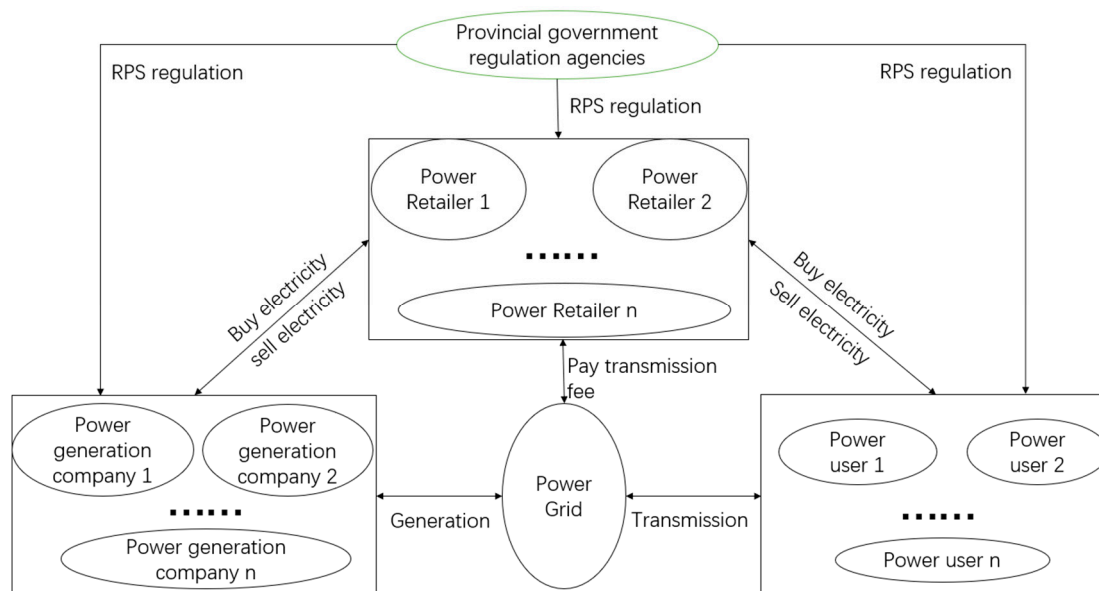 Provincial government
regulation agencies
RPS regulation
RPS regulation
RPS regulation
Power
Retailer 1
Power
Retailer 2
......
Power Retailer n
Buy electricity
sell electricity
Buy electricity
Sell electricity
Pay transmission
fee
Power
generation
company 1
Power
generation
company 2
......
Power generation
company n
Generation
Power
Grid
Transmission
Power
user 1
Power
user 2
......
Power user n